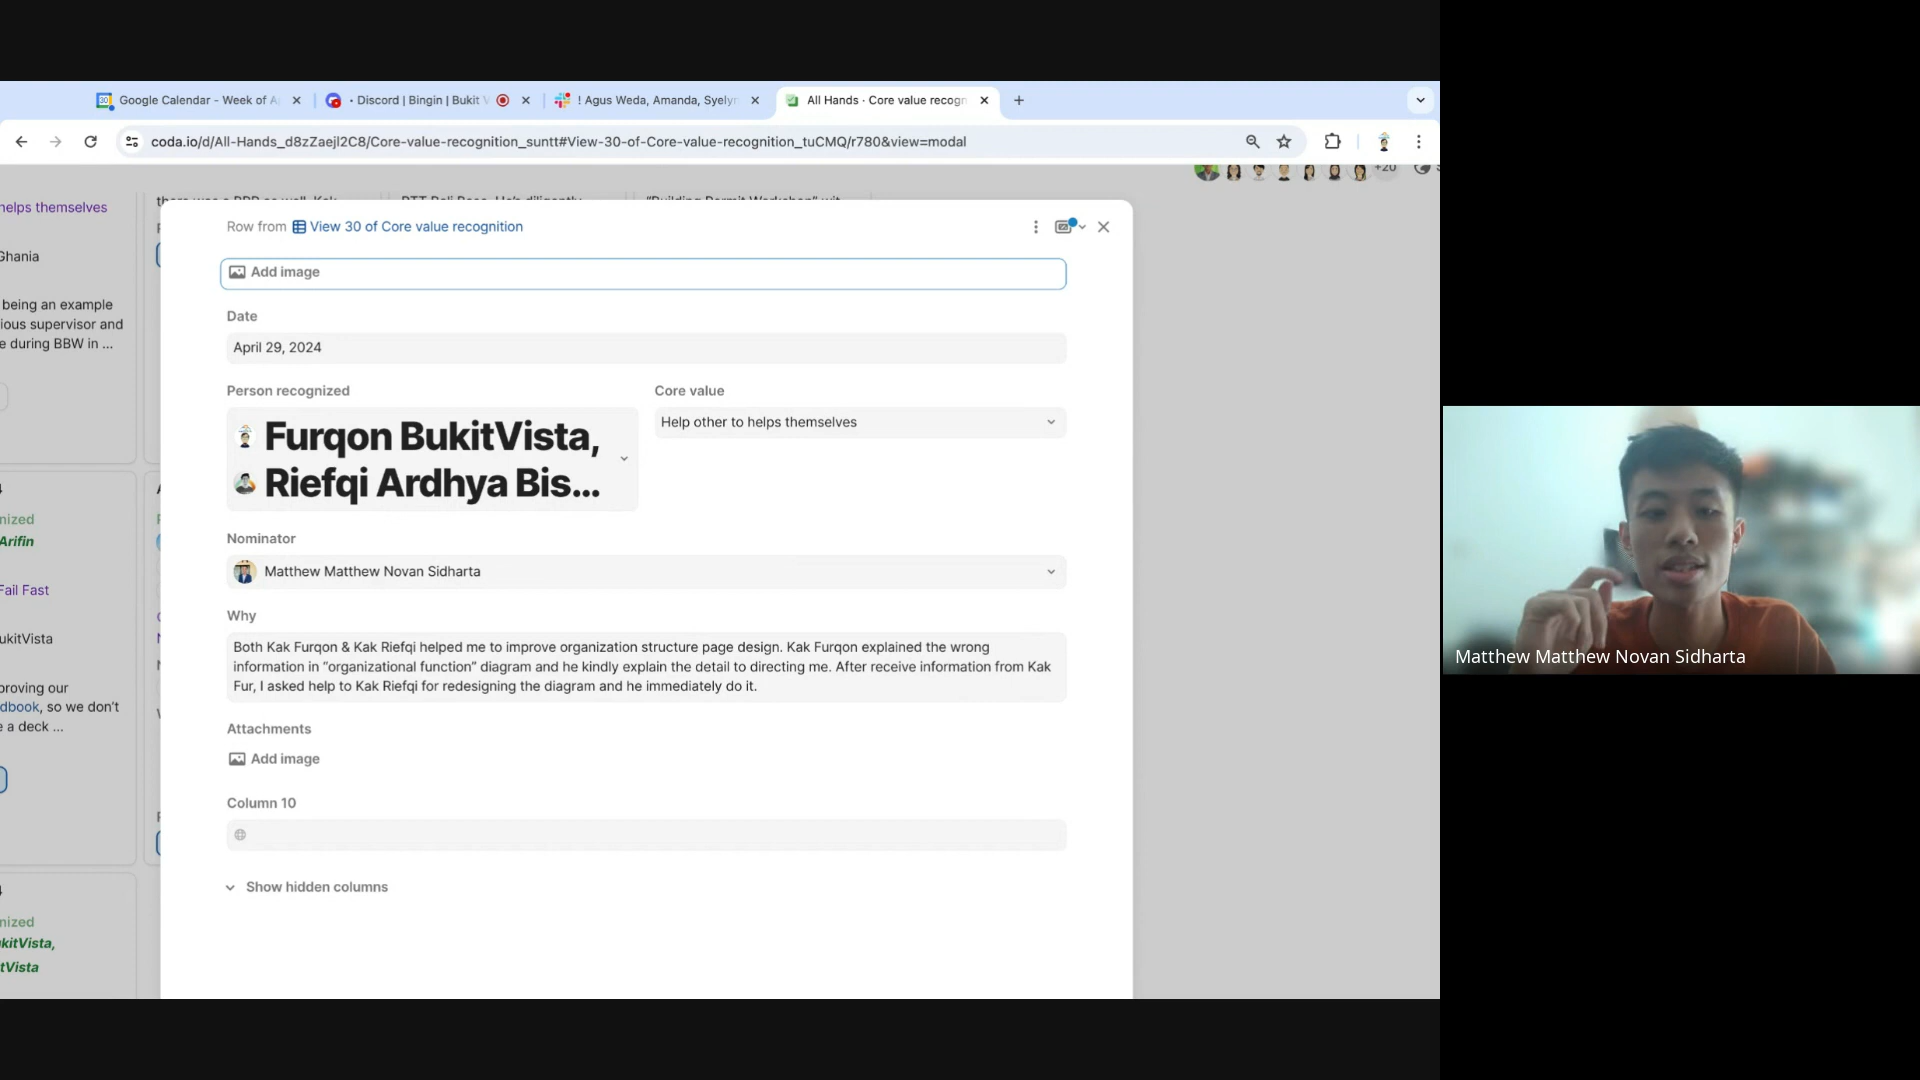 Google Calendar - Week of A
• Discord | Bingin | Bukit V
! Agus Weda, Amanda, Syelyn
All Hands · Core value recogn
coda.io/d/All-Hands_d8zZaejl2C8/Core-value-recognition_suntt#View-30-of-Core-value-recognition_tuCMQ/r780&view=modal
+20
helps themselves
Ghania
being an example
ious supervisor and
e during BBW in ...
nized
Arifin
Fail Fast
ukitVista
proving our
dbook, so we don't
e a deck ...
nized
kitVista,
tVista
Row from View 30 of Core value recognition
Add image
Date
April 29, 2024
Person recognized
Furqon BukitVista,
Riefqi Ardhya Bis...
Core value
Help other to helps themselves
Nominator
Matthew Matthew Novan Sidharta
Why
Both Kak Furqon & Kak Riefqi helped me to improve organization structure page design. Kak Furqon explained the wrong
information in “organizational function” diagram and he kindly explain the detail to directing me. After receive information from Kak
Fur, I asked help to Kak Riefqi for redesigning the diagram and he immediately do it.
Attachments
Add image
Column 10
Show hidden columns
Matthew Matthew Novan Sidharta